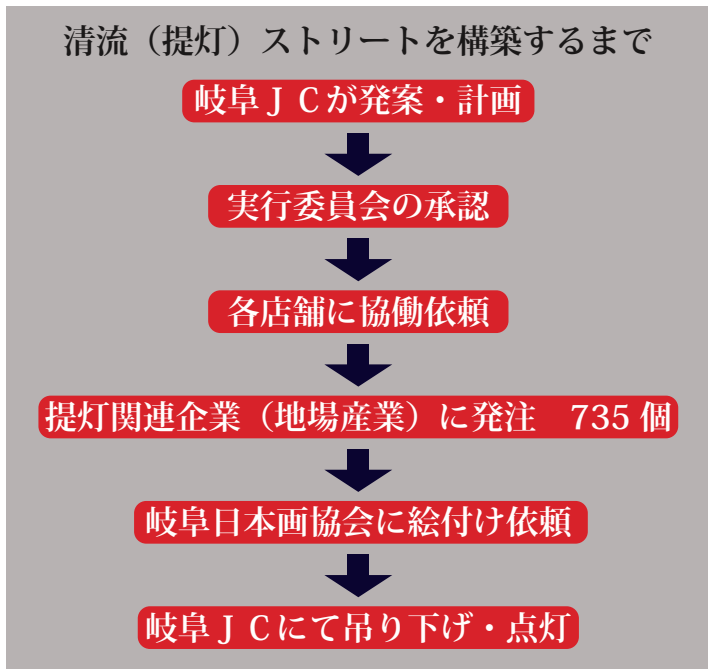 清流（提灯）ストリートを構築するまで
岐阜ＪＣが発案・計画
実行委員会の承認
各店舗に協働依頼
提灯関連企業（地場産業）に発注　735 個
岐阜日本画協会に絵付け依頼
岐阜ＪＣにて吊り下げ・点灯